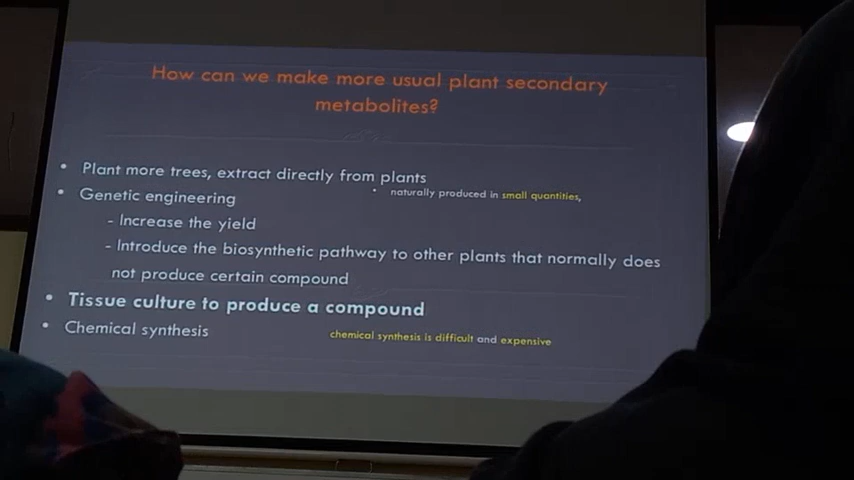 How can we make more usual plant secondary
metabolites?
• Plant more trees, extract directly from plants
• naturally produced in small quantities,
• Genetic engineering
- Increase the yield
- Introduce the biosynthetic pathway to other plants that normally does
not produce certain compound
• Tissue culture to produce a compound
• Chemical synthesis
chemical synthesis is difficult and expensive